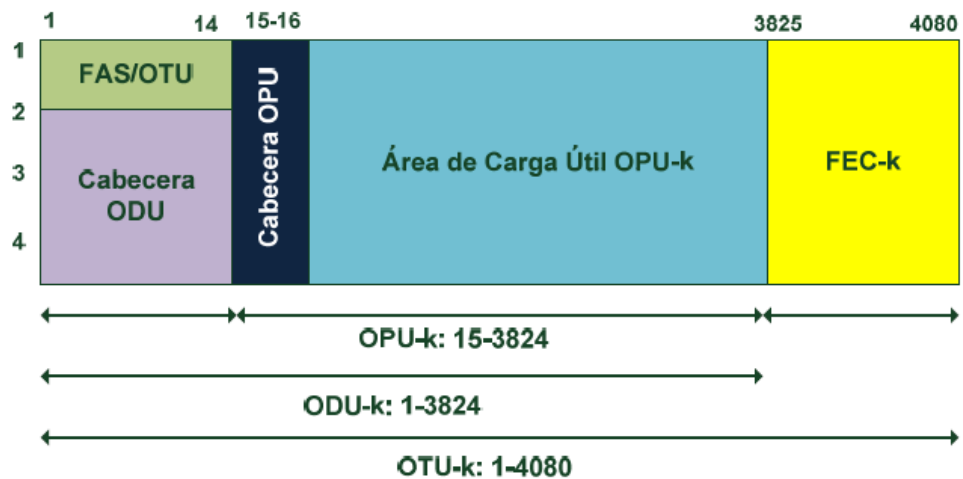 1 14 15-16 3825 4080
1
2
3
4
FAS/OTU
Cabecera
ODU
Cabecera OPU
Área de Carga Útil OPU-k
FEC-k
OPU-k: 15-3824
ODU-k: 1-3824
OTU-k: 1-4080